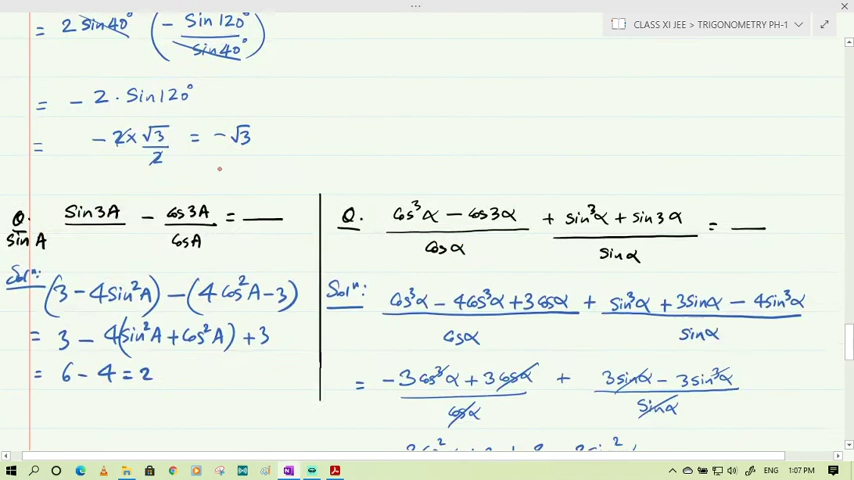 CLASS XI JEE > TRIGONOMETRY PH-1
= 2 sin40° (- Sin120° / sin40°)
= - 2 . Sin120°
= - 2 x √3 / 2 = -√3
Q. Sin3A / sin A - cos3A / cosA = ____
Solⁿ: (3 - 4sin²A) - (4cos²A - 3)
= 3 - 4(sin²A + cos²A) + 3
= 6 - 4 = 2
Q. cos³α - cos3α / cosα + sin³α + sin3α / sinα = ____
Solⁿ: cos³α - 4cos³α + 3cosα / cosα + sin³α + 3sinα - 4sin³α / sinα
= -3cos³α + 3cosα / cosα + 3sinα - 3sin³α / sinα
ENG 1:07 PM